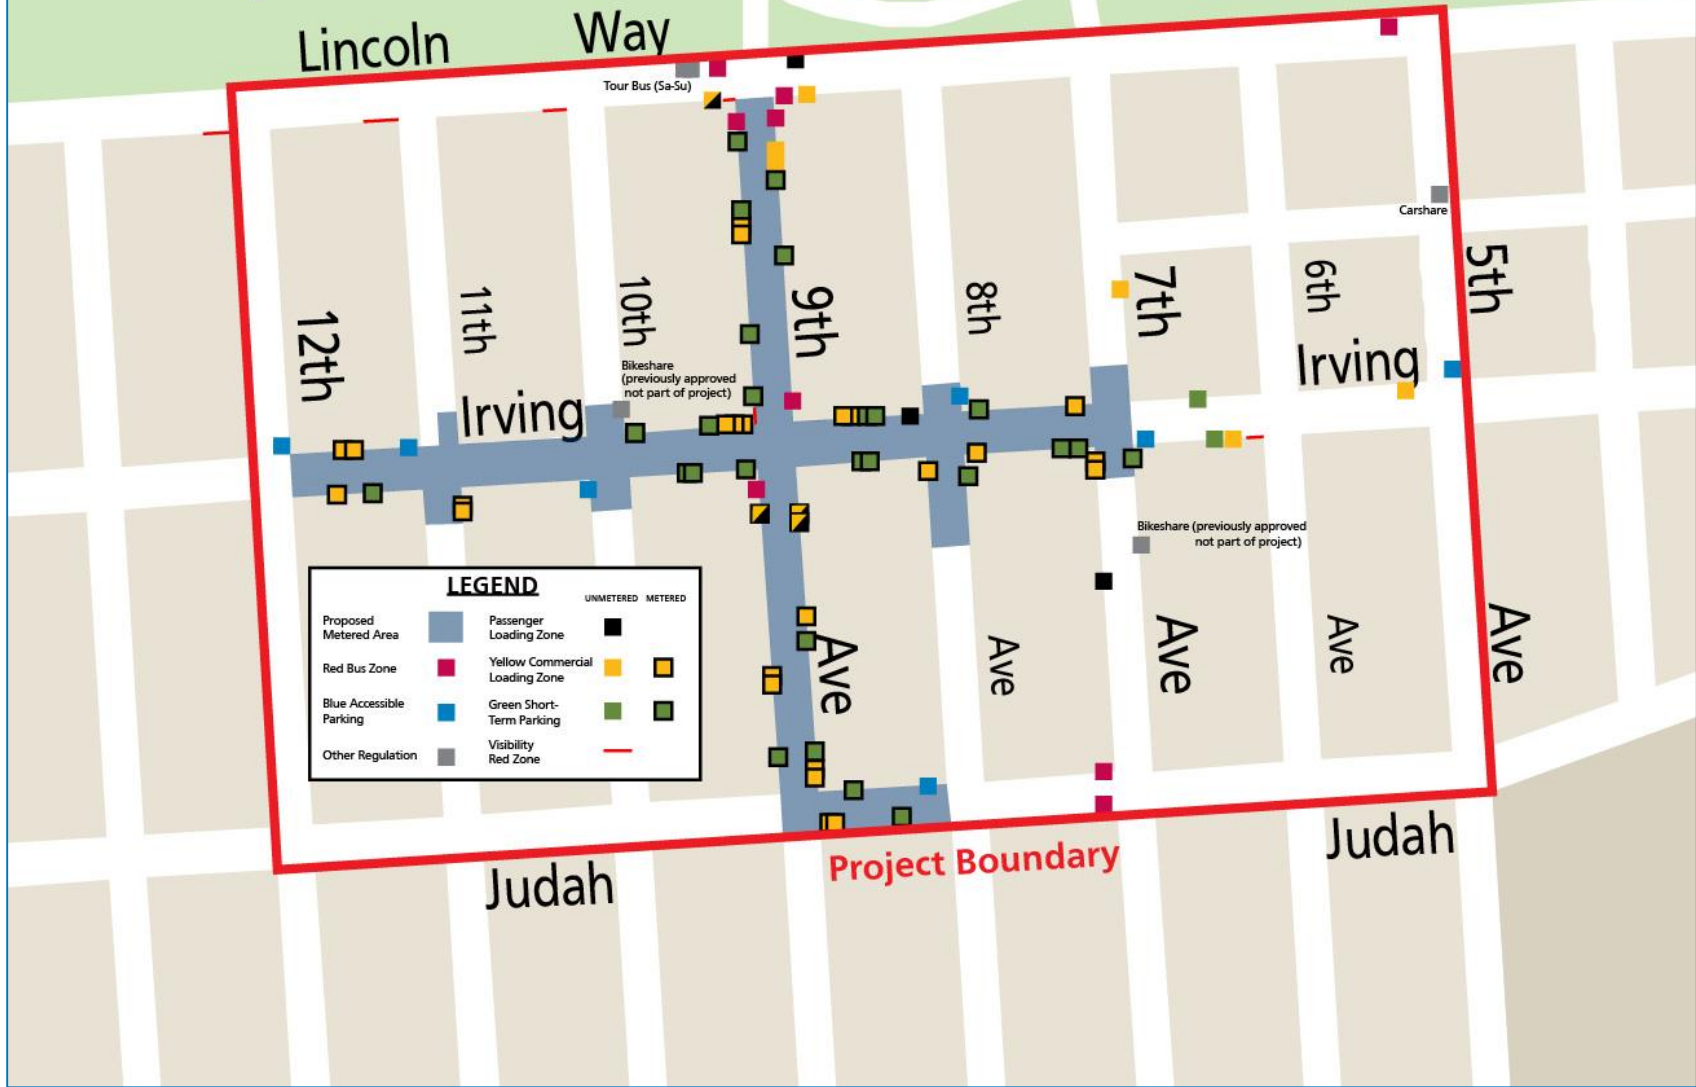 Lincoln
Way
Tour Bus (Sa-Su)
Carshare
12th
11th
10th
9th
8th
7th
6th
5th
Bikeshare
(previously approved
not part of project)
Irving
Irving
Bikeshare (previously approved
not part of project)
LEGEND
UNMETERED METERED
Proposed
Metered Area
Passenger
Loading Zone
Red Bus Zone
Yellow Commercial
Loading Zone
Blue Accessible
Parking
Green Short-
Term Parking
Other Regulation
Visibility
Red Zone
Ave
Ave
Ave
Ave
Ave
Project Boundary
Judah
Judah